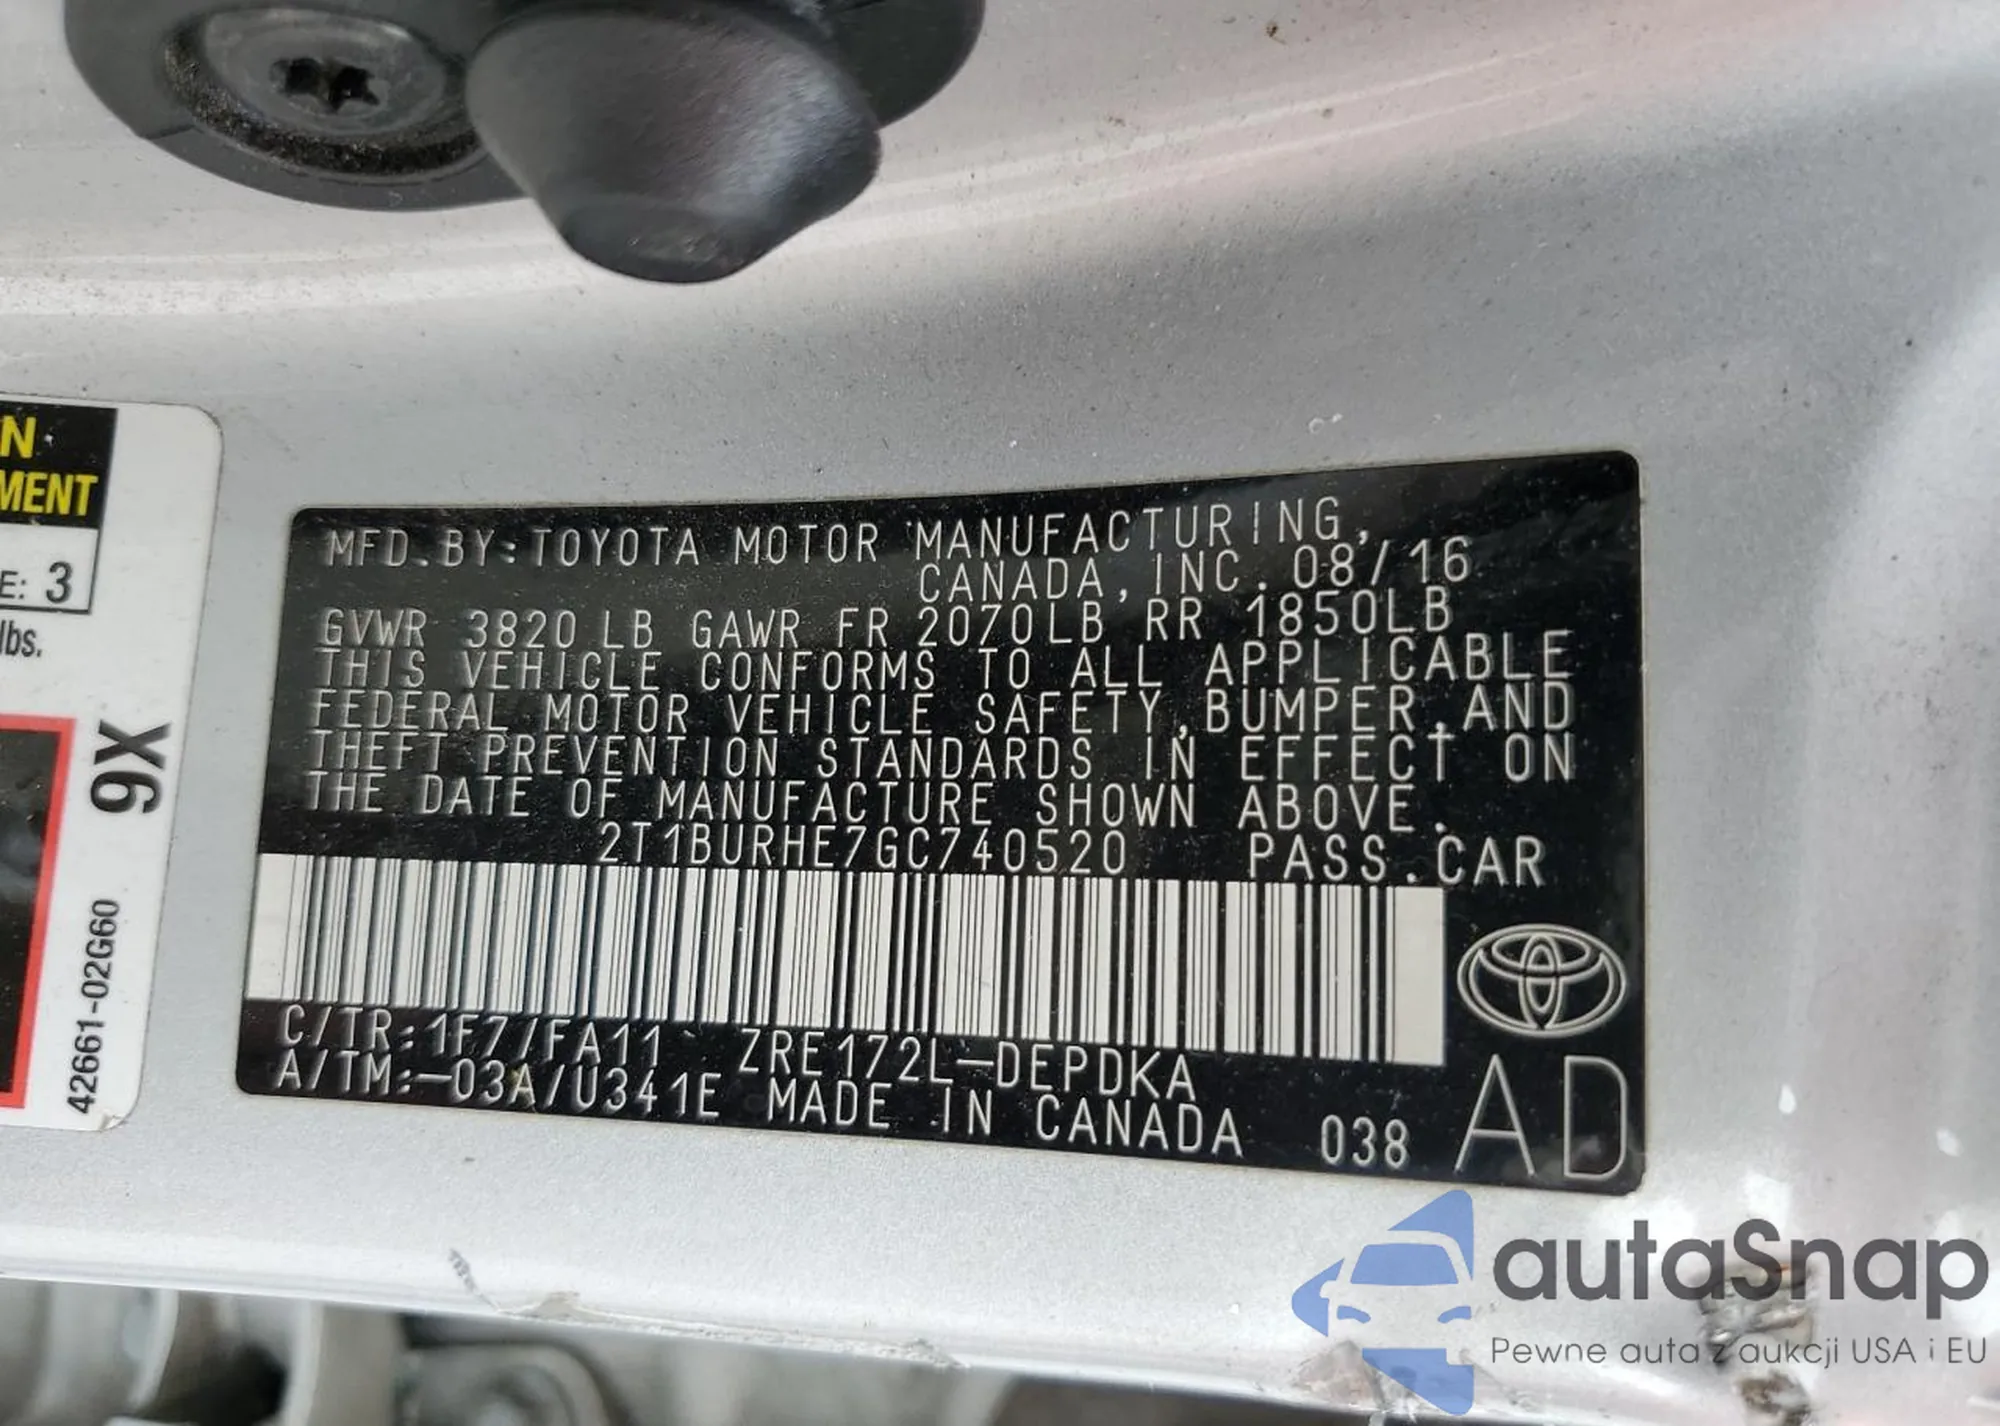 N
MENT
E: 3
lbs.
9X
42661-02G60
MFD.BY:TOYOTA MOTOR MANUFACTURING,
CANADA, INC. 08/16
GVWR 3820 LB GAWR FR 2070LB RR 1850LB
THIS VEHICLE CONFORMS TO ALL APPLICABLE
FEDERAL MOTOR VEHICLE SAFETY,BUMPER,AND
THEFT PREVENTION STANDARDS IN EFFECT ON
THE DATE OF MANUFACTURE SHOWN ABOVE.
2T1BURHE7GC740520 PASS.CAR
C/TR:1F7/FA11 ZRE172L-DEPDKA
A/TM:-03A/U341E MADE IN CANADA 038 AD
autaSnap
Pewne auta z aukcji USA i EU